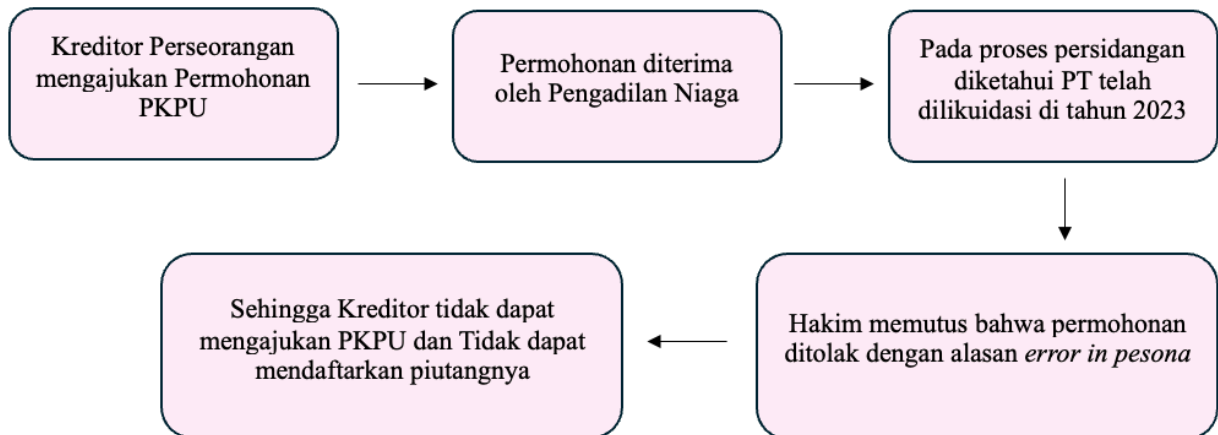 Kreditor Perseorangan
mengajukan Permohonan
PKPU
Permohonan diterima
oleh Pengadilan Niaga
Pada proses persidangan
diketahui PT telah
dilikuidasi di tahun 2023
Hakim memutus bahwa permohonan
ditolak dengan alasan error in pesona
Sehingga Kreditor tidak dapat
mengajukan PKPU dan Tidak dapat
mendaftarkan piutangnya